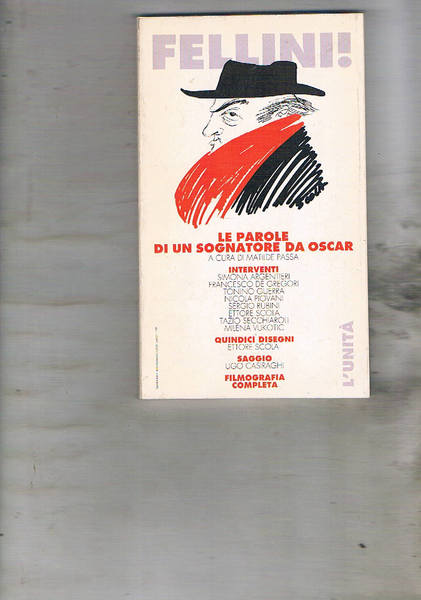 FELLINI!
LE PAROLE
DI UN SOGNATORE DA OSCAR
A CURA DI MATILDE PASSA
INTERVENTI
SIMONA ARGENTIERI
FRANCESCO DE GREGORI
TONINO GUERRA
NICOLA PIOVANI
SERGIO RUBINI
ETTORE SCOLA
TAZIO SECCHIAROLI
MILENA VUKOTIC
QUINDICI DISEGNI
ETTORE SCOLA
SAGGIO
UGO CASIRAGHI
FILMOGRAFIA
COMPLETA
L'UNITÀ